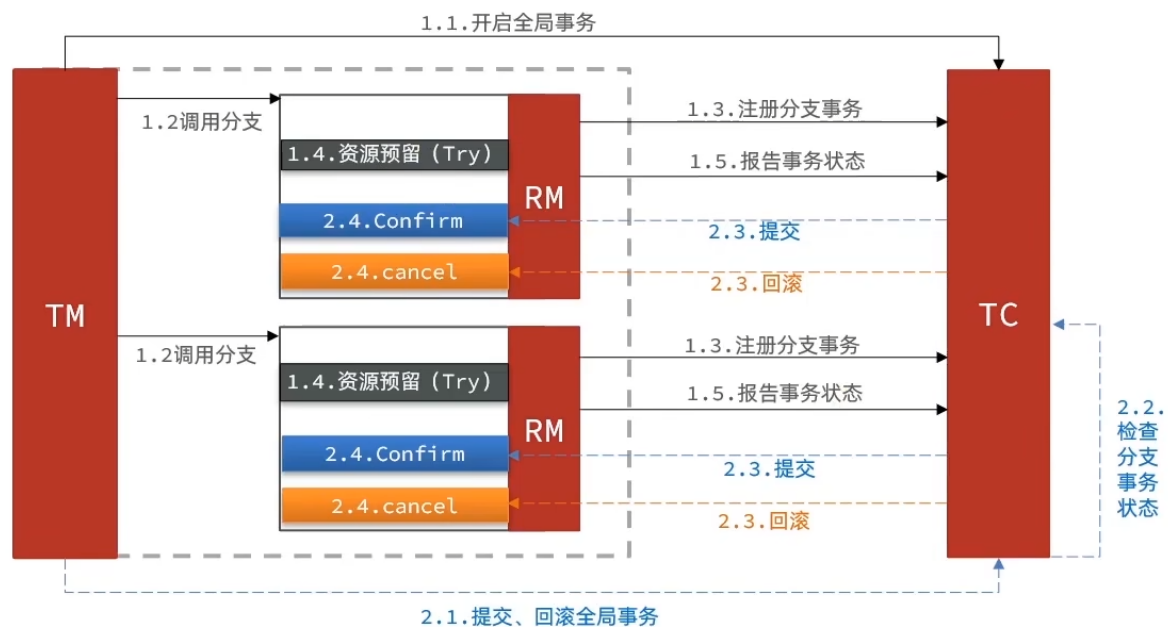 1.1.开启全局事务
TM
1.2调用分支
1.4.资源预留（Try）
2.4.Confirm
2.4.cancel
RM
1.3.注册分支事务
1.5.报告事务状态
2.3.提交
2.3.回滚
TC
1.2调用分支
1.4.资源预留（Try）
2.4.Confirm
2.4.cancel
RM
1.3.注册分支事务
1.5.报告事务状态
2.3.提交
2.3.回滚
2.2.
检查
分支
事务
状态
2.1.提交、回滚全局事务